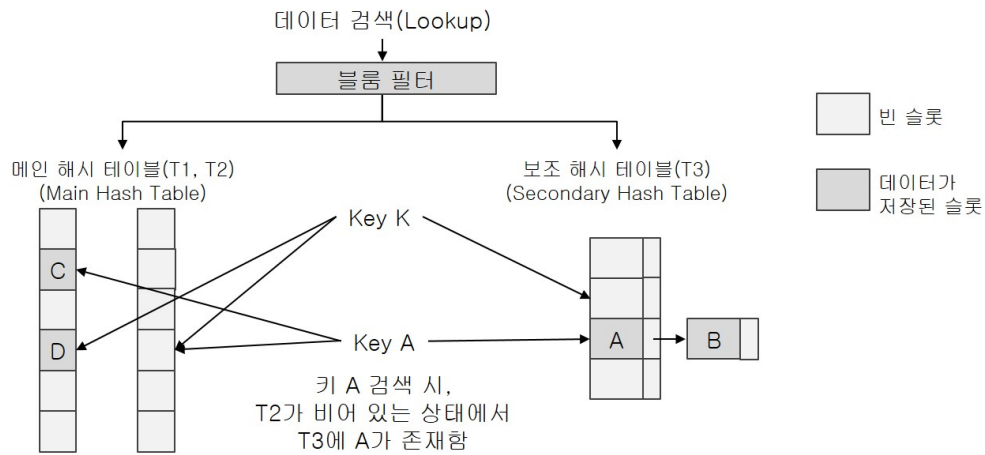 데이터 검색(Lookup)
블룸 필터
메인 해시 테이블(T1, T2)
(Main Hash Table)
보조 해시 테이블(T3)
(Secondary Hash Table)
빈 슬롯
데이터가
저장된 슬롯
Key K
C
D
Key A
A
B
키 A 검색 시,
T2가 비어 있는 상태에서
T3에 A가 존재함